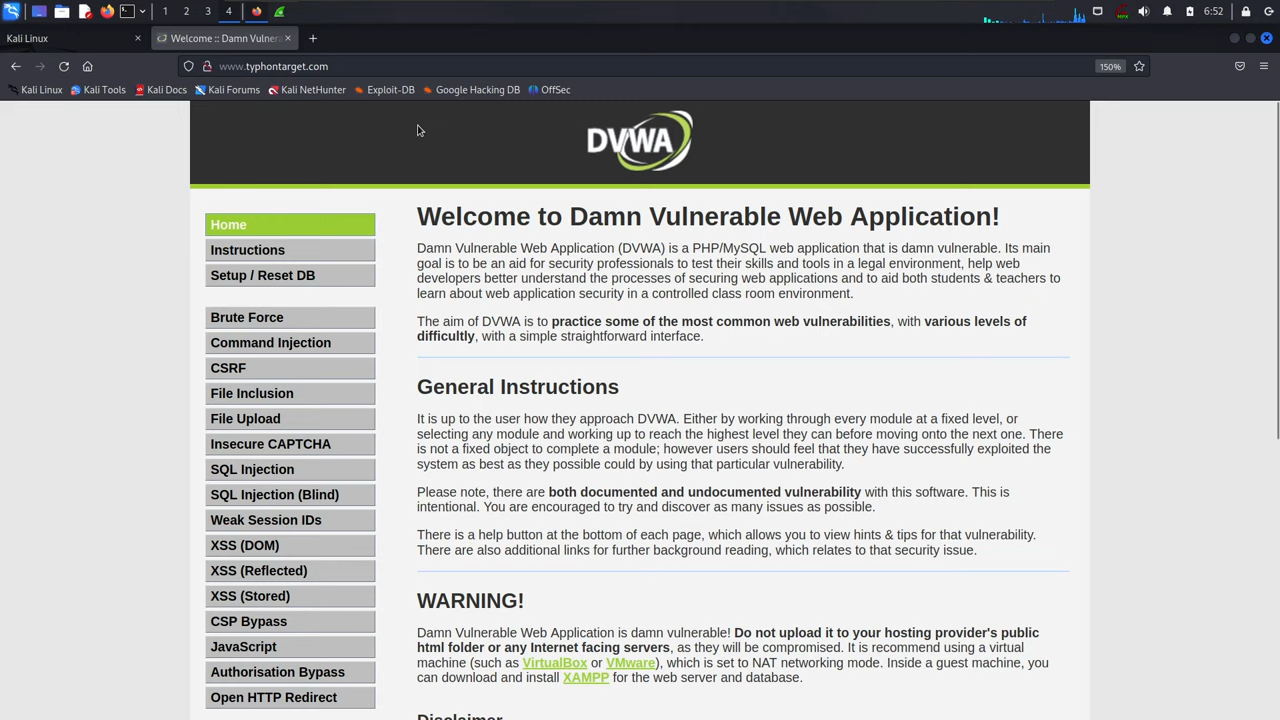 1 2 3 4 6:52
Kali Linux Welcome :: Damn Vulner
www.typhontarget.com 150%
Kali Linux Kali Tools Kali Docs Kali Forums Kali NetHunter Exploit-DB Google Hacking DB OffSec
DVWA
Home
Instructions
Setup / Reset DB
Brute Force
Command Injection
CSRF
File Inclusion
File Upload
Insecure CAPTCHA
SQL Injection
SQL Injection (Blind)
Weak Session IDs
XSS (DOM)
XSS (Reflected)
XSS (Stored)
CSP Bypass
JavaScript
Authorisation Bypass
Open HTTP Redirect
Welcome to Damn Vulnerable Web Application!
Damn Vulnerable Web Application (DVWA) is a PHP/MySQL web application that is damn vulnerable. Its main
goal is to be an aid for security professionals to test their skills and tools in a legal environment, help web
developers better understand the processes of securing web applications and to aid both students & teachers to
learn about web application security in a controlled class room environment.
The aim of DVWA is to practice some of the most common web vulnerabilities, with various levels of
difficultly, with a simple straightforward interface.
General Instructions
It is up to the user how they approach DVWA. Either by working through every module at a fixed level, or
selecting any module and working up to reach the highest level they can before moving onto the next one. There
is not a fixed object to complete a module; however users should feel that they have successfully exploited the
system as best as they possible could by using that particular vulnerability.
Please note, there are both documented and undocumented vulnerability with this software. This is
intentional. You are encouraged to try and discover as many issues as possible.
There is a help button at the bottom of each page, which allows you to view hints & tips for that vulnerability.
There are also additional links for further background reading, which relates to that security issue.
WARNING!
Damn Vulnerable Web Application is damn vulnerable! Do not upload it to your hosting provider's public
html folder or any Internet facing servers, as they will be compromised. It is recommend using a virtual
machine (such as VirtualBox or VMware), which is set to NAT networking mode. Inside a guest machine, you
can download and install XAMPP for the web server and database.
Disclaimer